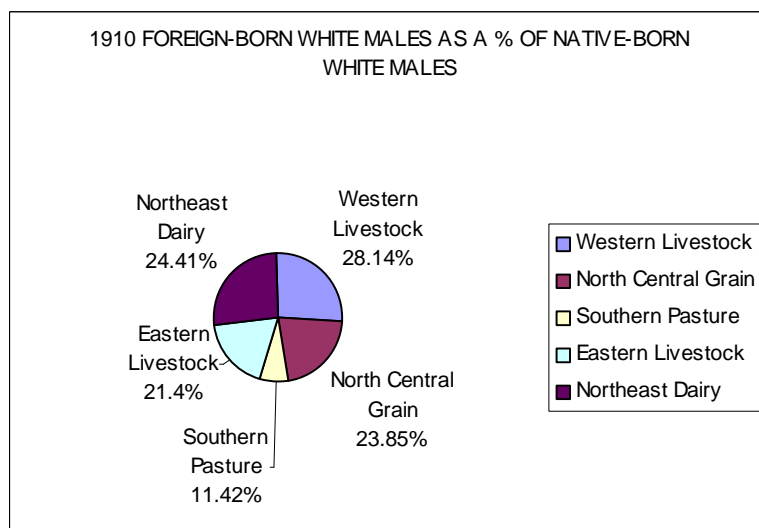 1910 FOREIGN-BORN WHITE MALES AS A % OF NATIVE-BORN
WHITE MALES
Western
Livestock
28.14%
North Central
Grain
23.85%
Southern
Pasture
11.42%
Eastern
Livestock
21.4%
Northeast
Dairy
24.41%
Western Livestock
North Central Grain
Southern Pasture
Eastern Livestock
Northeast Dairy